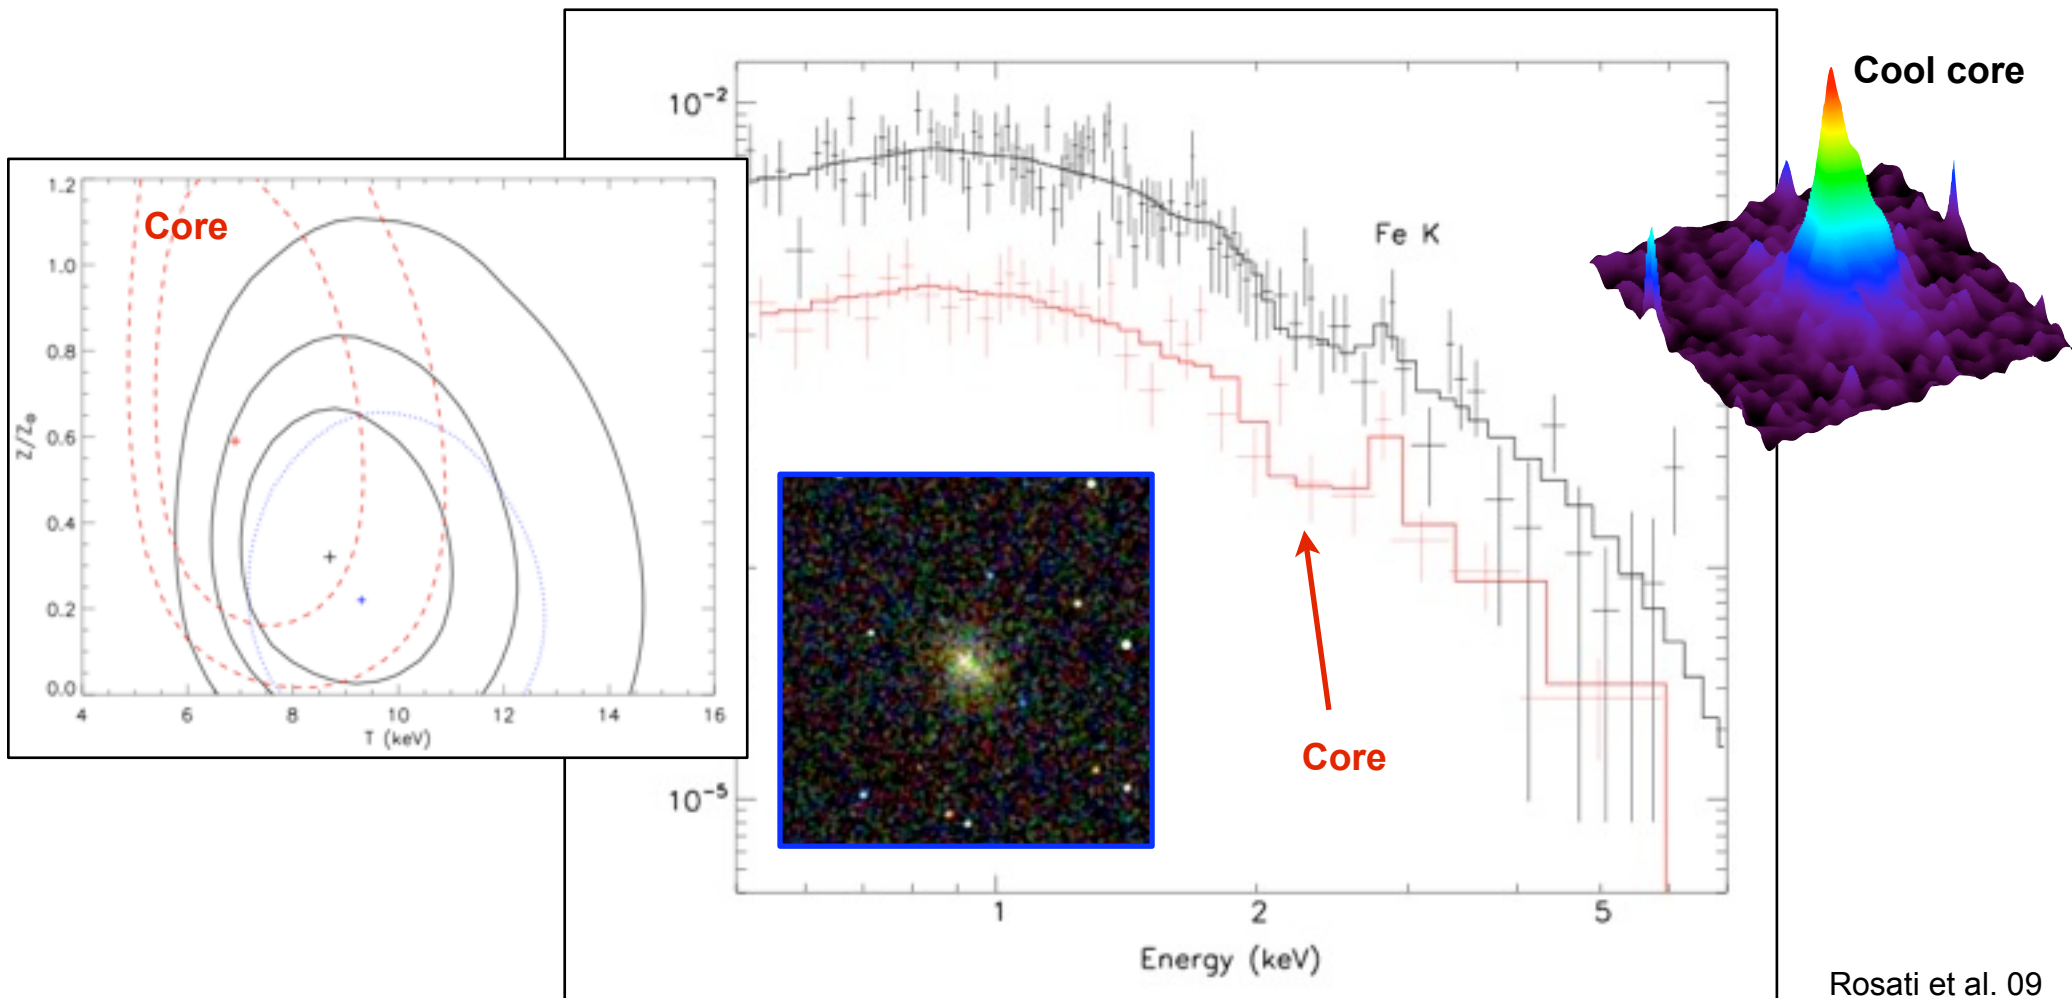 Cool core
10⁻²
Fe K
10⁻⁵
1 2 5
Energy (keV)
Core
1.2
1.0
0.8
0.6
0.4
0.2
0.0
Z/Z⊙
4 6 8 10 12 14 16
T (keV)
Core
Rosati et al. 09